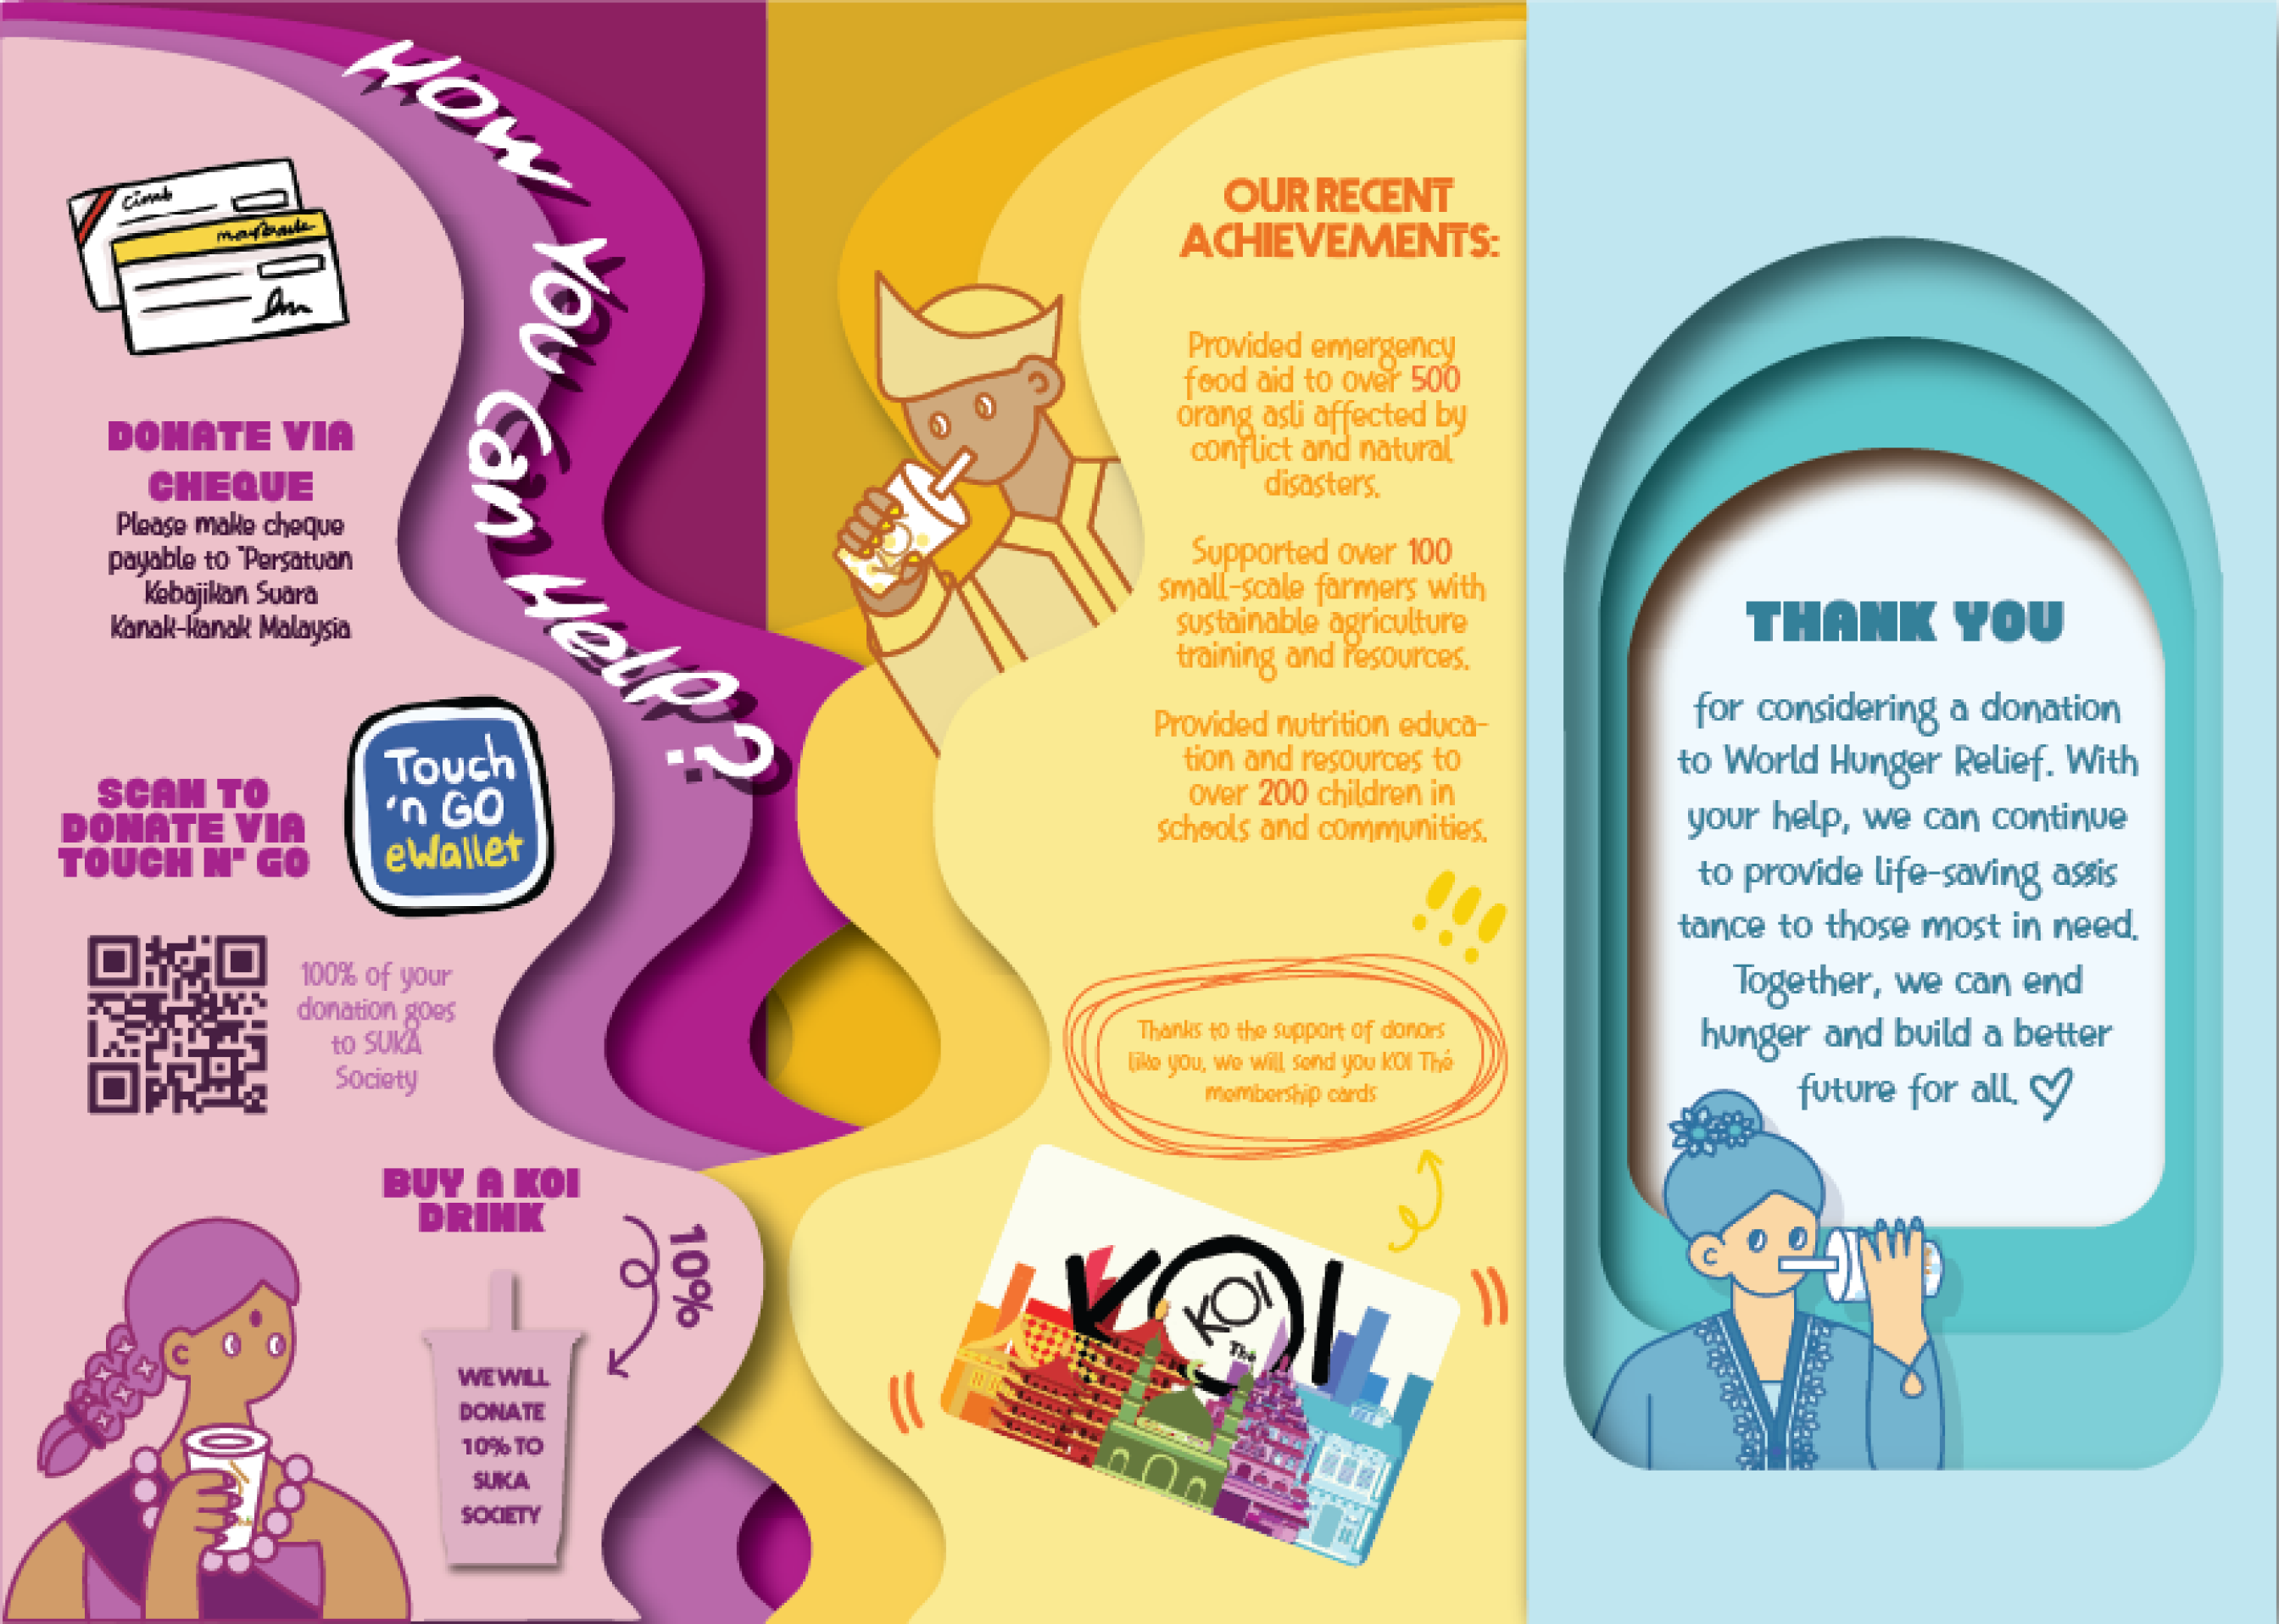 How You Can Help?
cimb
maybank
DONATE VIA
CHEQUE
Please make cheque
payable to "Persatuan
Kebajikan Suara
Kanak-Kanak Malaysia
Touch
'n GO
eWallet
SCAN TO
DONATE VIA
TOUCH N' GO
100% of your
donation goes
to SUKA
Society
BUY A KOI
DRINK
10%
WE WILL
DONATE
10% TO
SUKA
SOCIETY
OUR RECENT
ACHIEVEMENTS:
Provided emergency
food aid to over 500
orang asli affected by
conflict and natural
disasters.
Supported over 100
small-scale farmers with
sustainable agriculture
training and resources.
Provided nutrition educa-
tion and resources to
over 200 children in
schools and communities.
!!!
Thanks to the support of donors
like you, we will send you KOI Thé
membership cards
KOI
KOI
Thé
THANK YOU
for considering a donation
to World Hunger Relief. With
your help, we can continue
to provide life-saving assis
tance to those most in need.
Together, we can end
hunger and build a better
future for all.